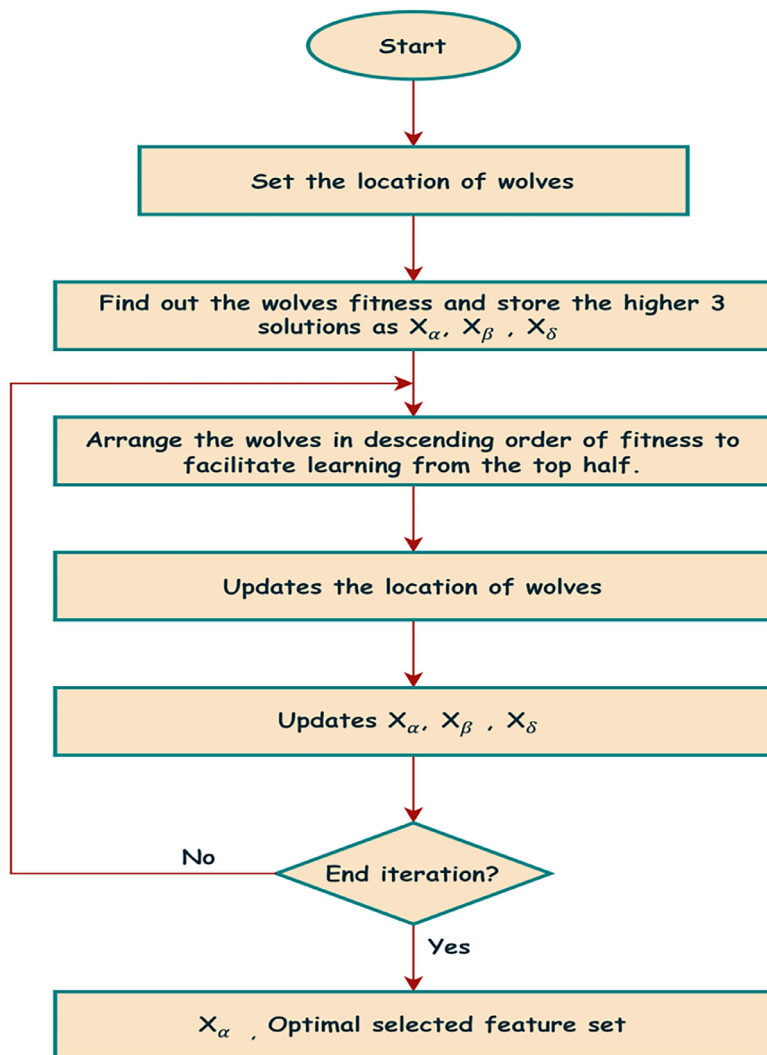 Start
Set the location of wolves
Find out the wolves fitness and store the higher 3
solutions as X𝛼, X𝛽 , X𝛿
Arrange the wolves in descending order of fitness to
facilitate learning from the top half.
Updates the location of wolves
Updates X𝛼, X𝛽 , X𝛿
End iteration?
No
Yes
X𝛼 , Optimal selected feature set